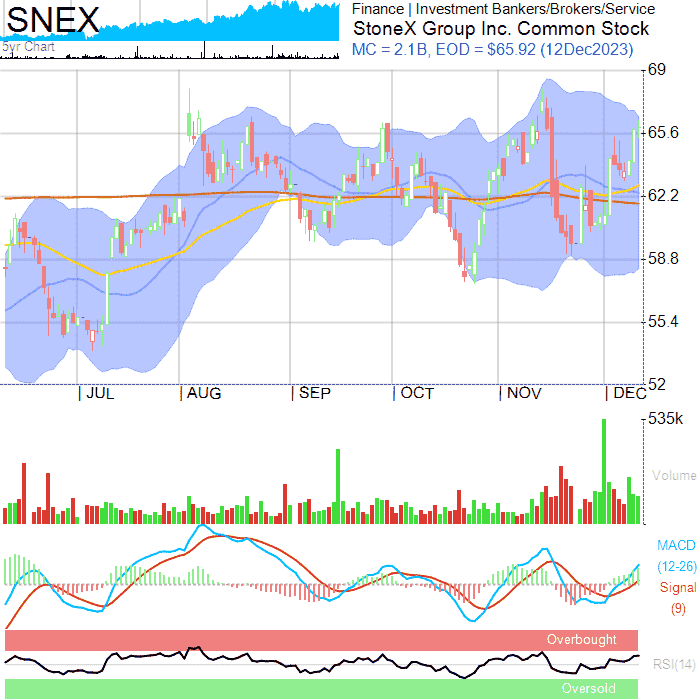 SNEX
5yr Chart
Finance | Investment Bankers/Brokers/Service
StoneX Group Inc. Common Stock
MC = 2.1B, EOD = $65.92 (12Dec2023)
69
65.6
62.2
58.8
55.4
52
| JUL | AUG | SEP | OCT | NOV | DEC
535k
Volume
MACD
(12-26)
Signal
(9)
Overbought
RSI(14)
Oversold